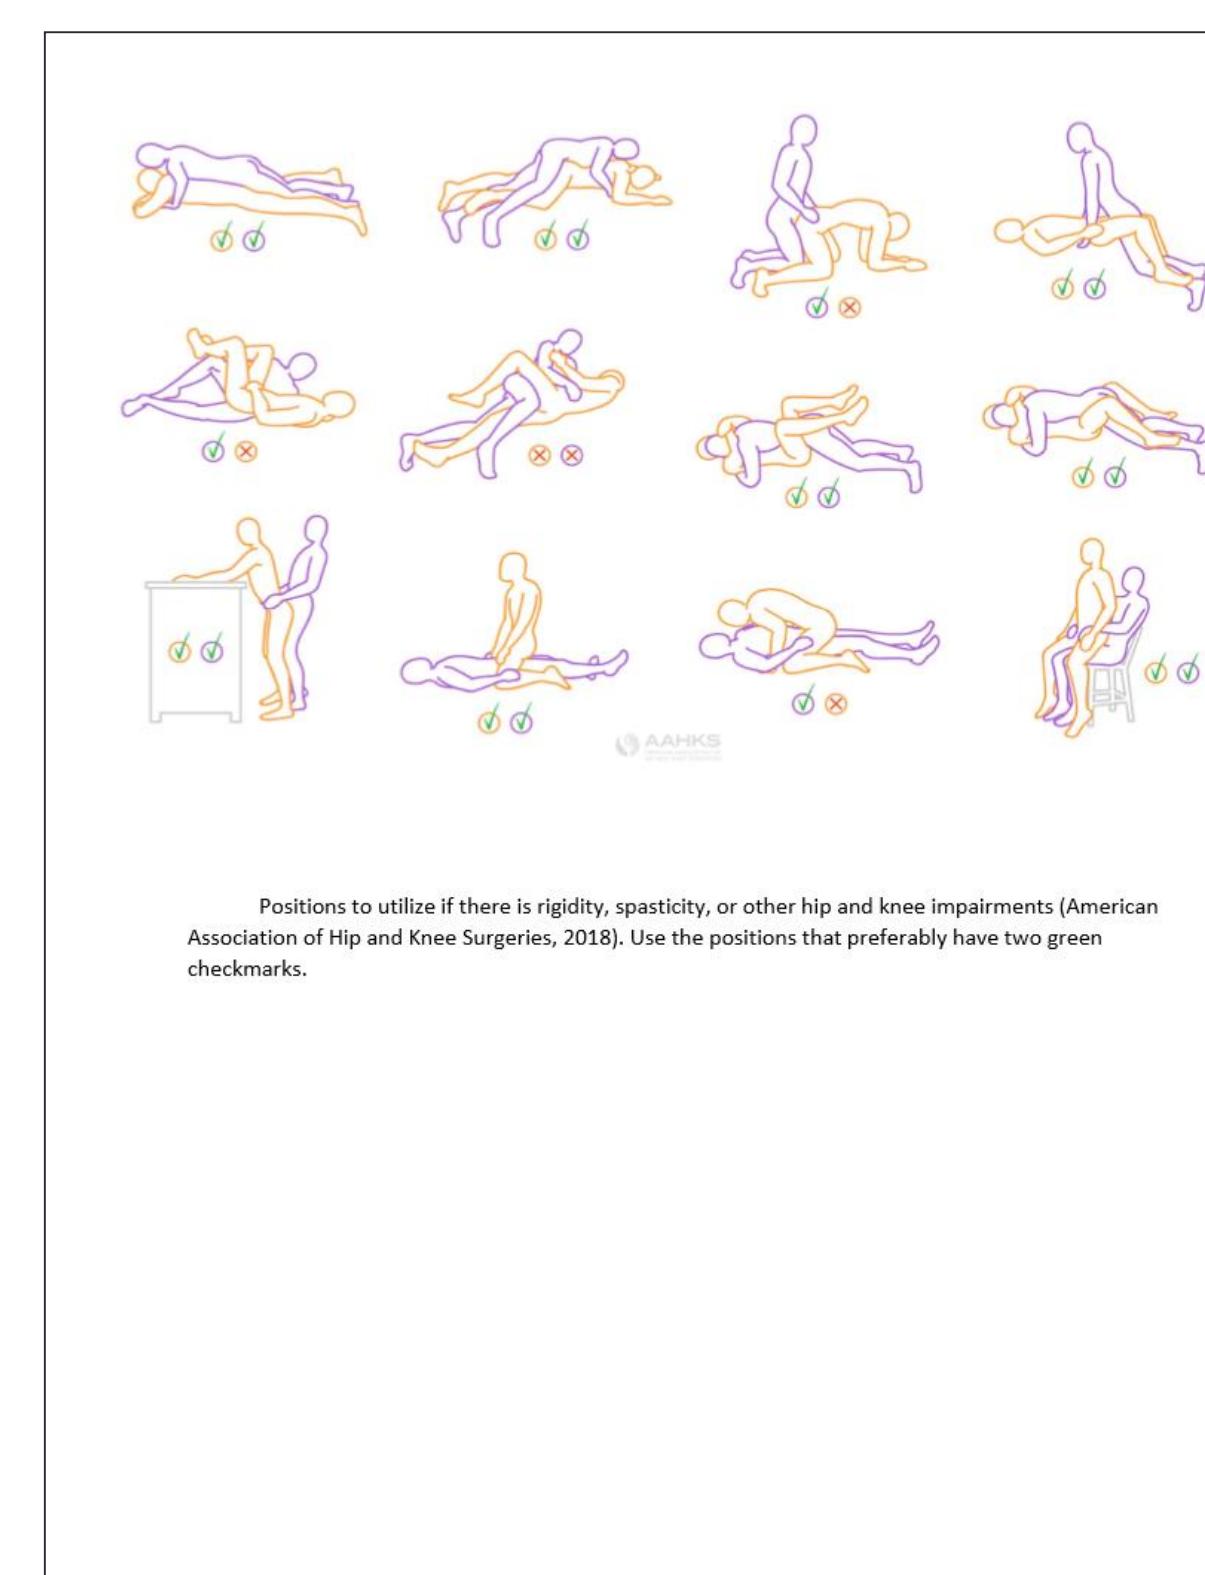 AAHKS
Positions to utilize if there is rigidity, spasticity, or other hip and knee impairments (American
Association of Hip and Knee Surgeries, 2018). Use the positions that preferably have two green
checkmarks.